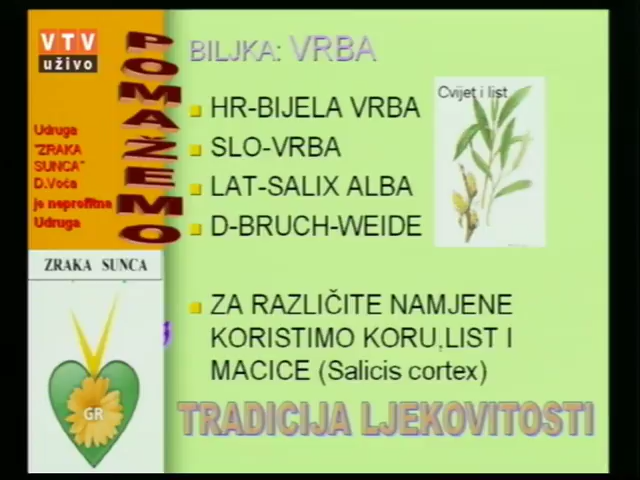 VTV
uživo
POMAŽEMO
Udruga
"ZRAKA
SUNCA"
D.Voća
je neprofitna
Udruga
ZRAKA SUNCA
GR
BILJKA: VRBA
HR-BIJELA VRBA
SLO-VRBA
LAT-SALIX ALBA
D-BRUCH-WEIDE
Cvijet i list
ZA RAZLIČITE NAMJENE
KORISTIMO KORU,LIST I
MACICE (Salicis cortex)
TRADICIJA LJEKOVITOSTI